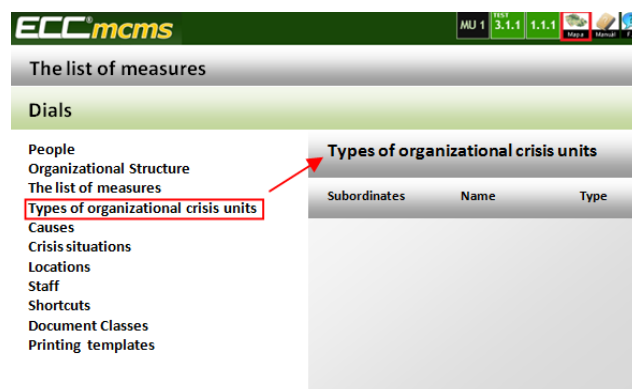 ECC®mcms
MU 1
TEST
3.1.1
1.1.1
Mapa
Manuál
F
The list of measures
Dials
People
Organizational Structure
The list of measures
Types of organizational crisis units
Causes
Crisis situations
Locations
Staff
Shortcuts
Document Classes
Printing templates
Types of organizational crisis units
Subordinates Name Type